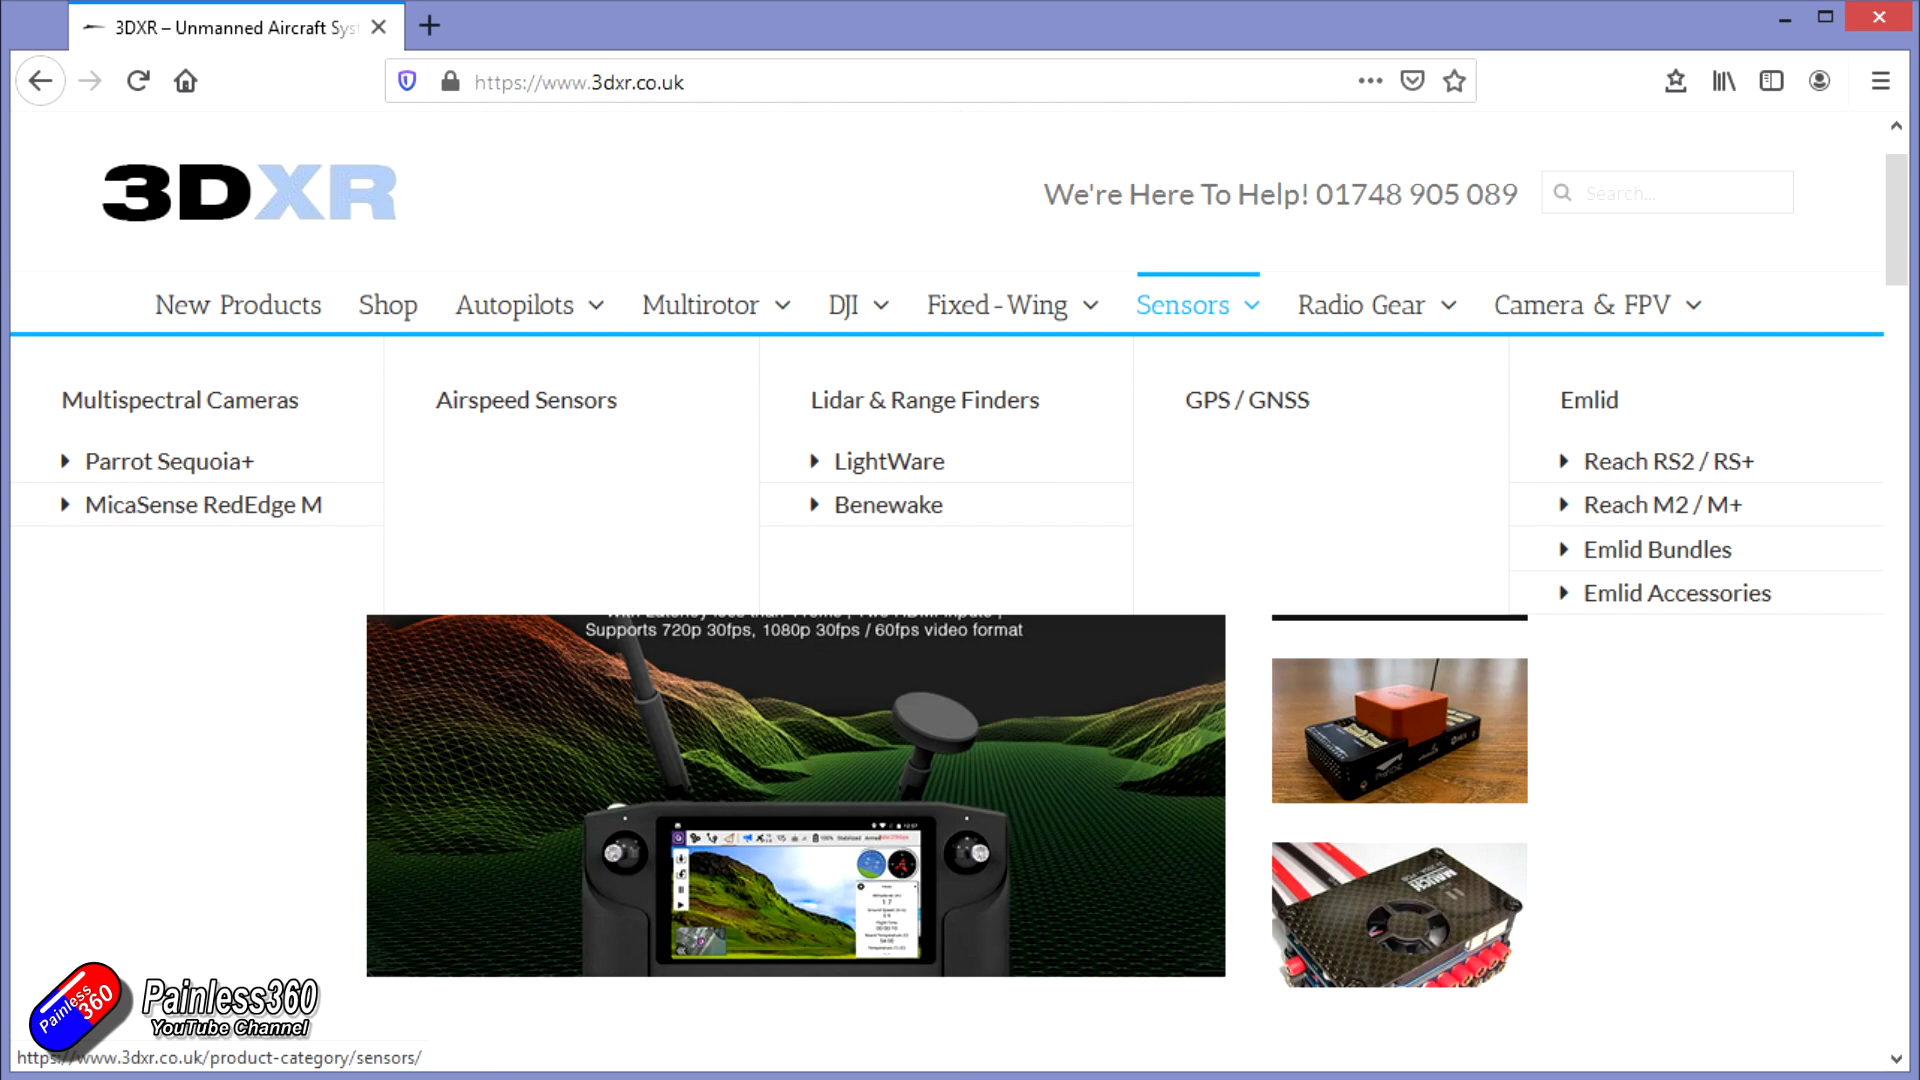 3DXR – Unmanned Aircraft Sys
https://www.3dxr.co.uk
3DXR
We're Here To Help! 01748 905 089
Search...
New Products
Shop
Autopilots
Multirotor
DJI
Fixed-Wing
Sensors
Radio Gear
Camera & FPV
Multispectral Cameras
Parrot Sequoia+
MicaSense RedEdge M
Airspeed Sensors
Lidar & Range Finders
LightWare
Benewake
GPS / GNSS
Emlid
Reach RS2 / RS+
Reach M2 / M+
Emlid Bundles
Emlid Accessories
Supports 720p 30fps, 1080p 30fps / 60fps video format
MAUCH
Painless
360
Painless360
YouTube Channel
https://www.3dxr.co.uk/product-category/sensors/